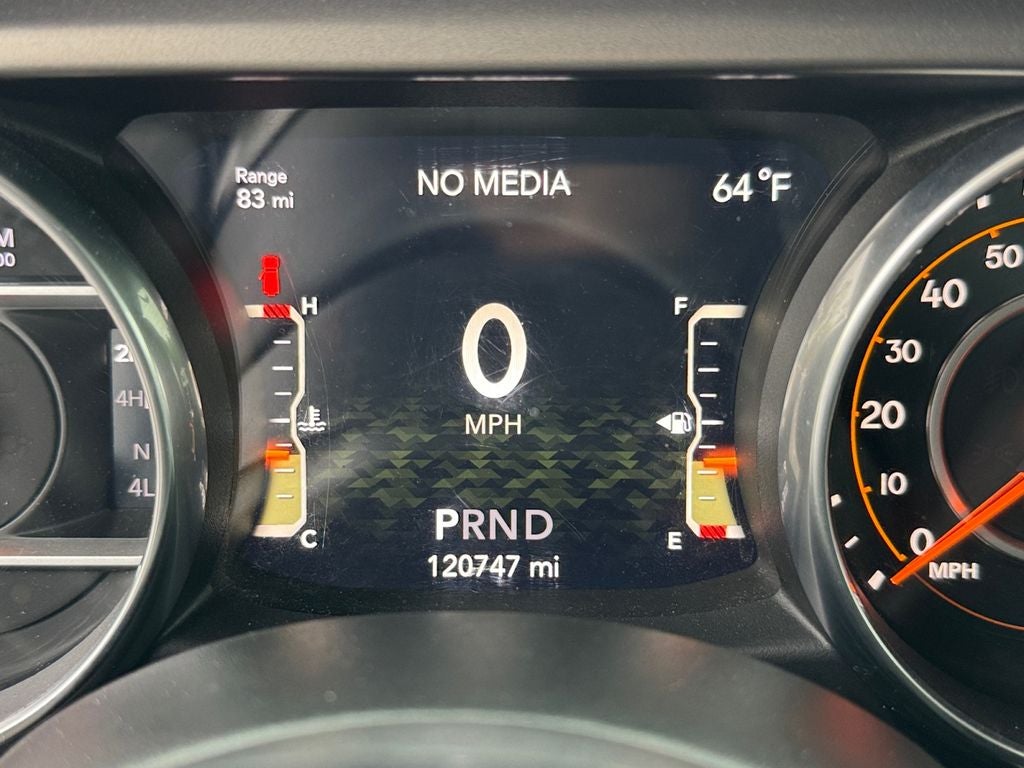 Range
83 mi
NO MEDIA
64°F
H
C
F
E
0
MPH
PRND
120747 mi
00
4H
N
4L
50
40
30
20
10
0
MPH